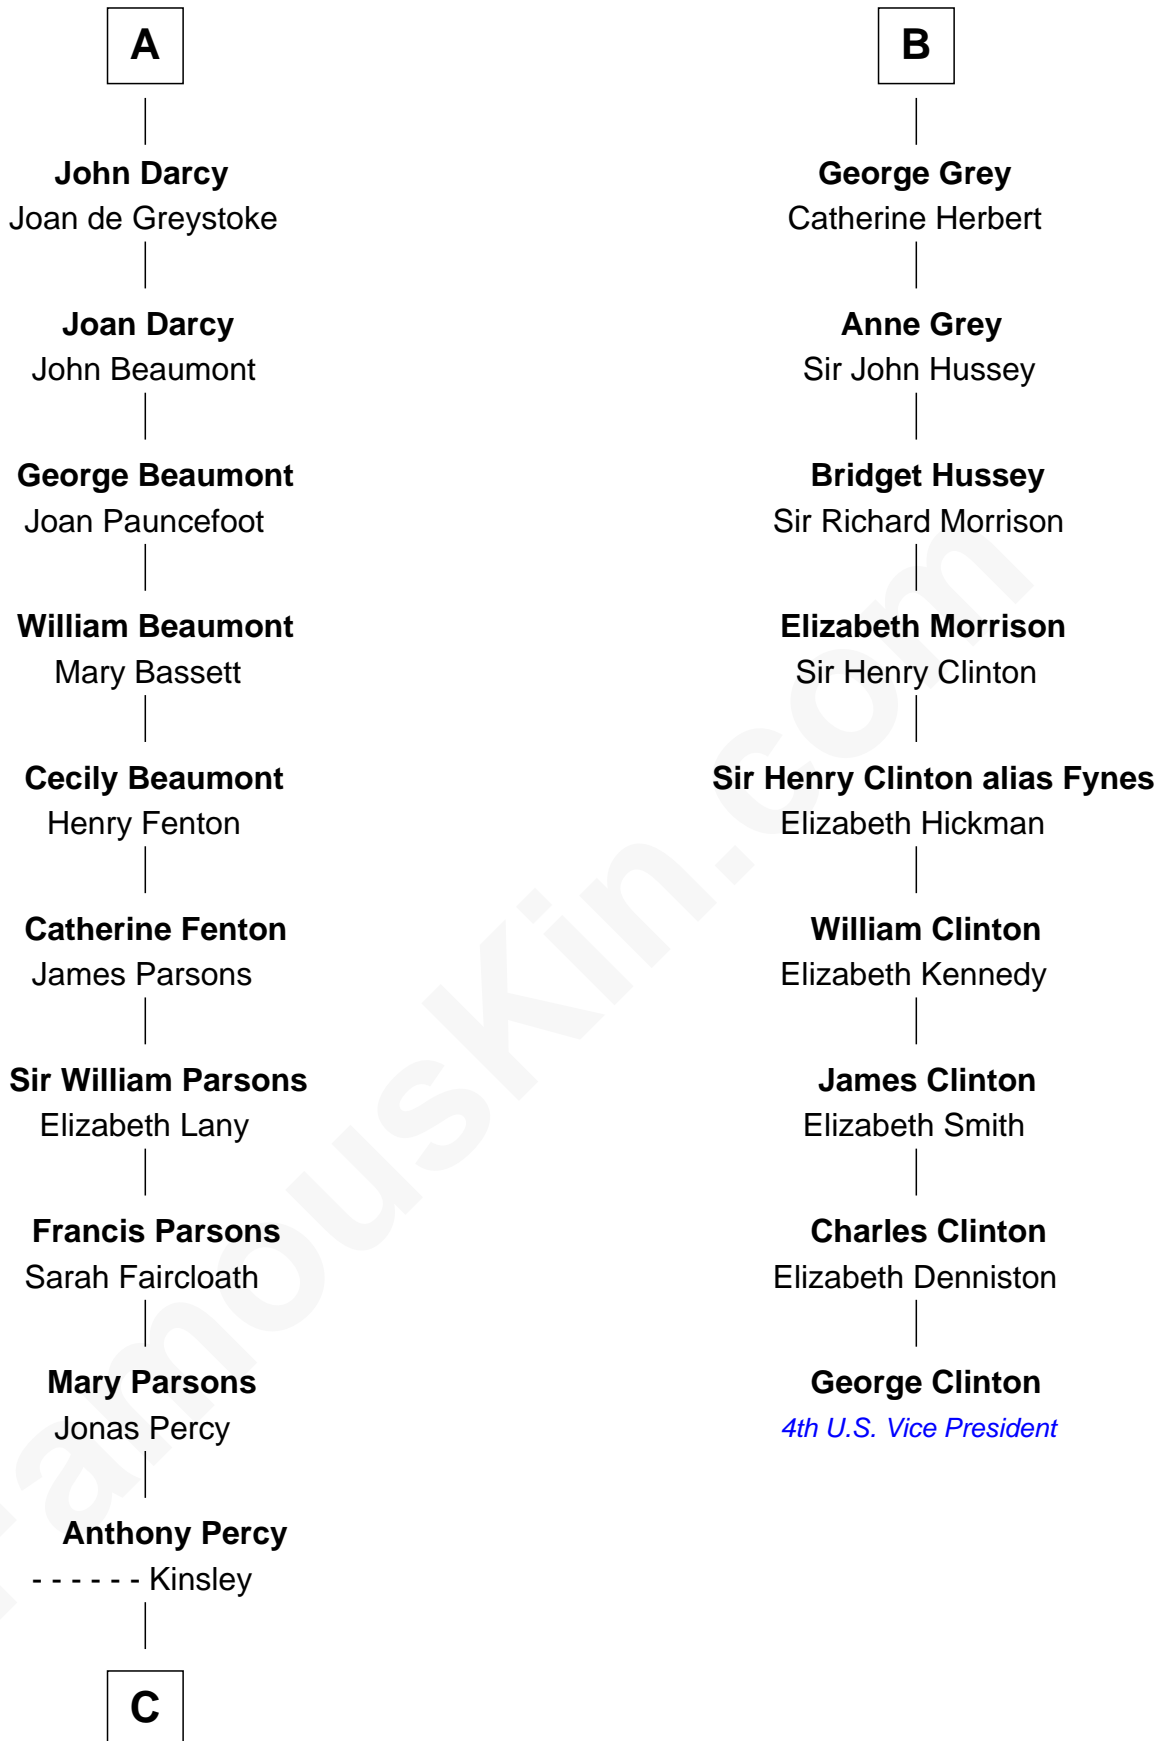 A
John Darcy
Joan de Greystoke
Joan Darcy
John Beaumont
George Beaumont
Joan Pauncefoot
William Beaumont
Mary Bassett
Cecily Beaumont
Henry Fenton
Catherine Fenton
James Parsons
Sir William Parsons
Elizabeth Lany
Francis Parsons
Sarah Faircloath
Mary Parsons
Jonas Percy
Anthony Percy
- - - - - - Kinsley
C
B
George Grey
Catherine Herbert
Anne Grey
Sir John Hussey
Bridget Hussey
Sir Richard Morrison
Elizabeth Morrison
Sir Henry Clinton
Sir Henry Clinton alias Fynes
Elizabeth Hickman
William Clinton
Elizabeth Kennedy
James Clinton
Elizabeth Smith
Charles Clinton
Elizabeth Denniston
George Clinton
4th U.S. Vice President
FamousKin.com